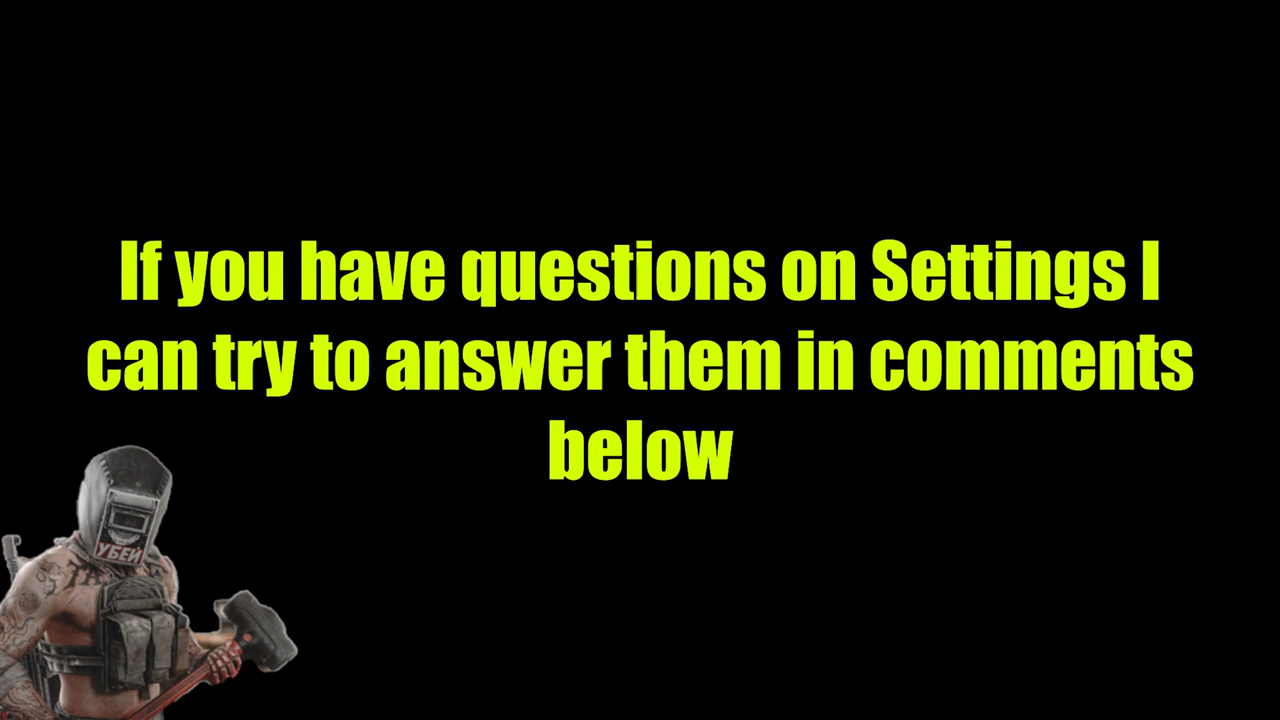 If you have questions on Settings I
can try to answer them in comments
below
УБЕЙ